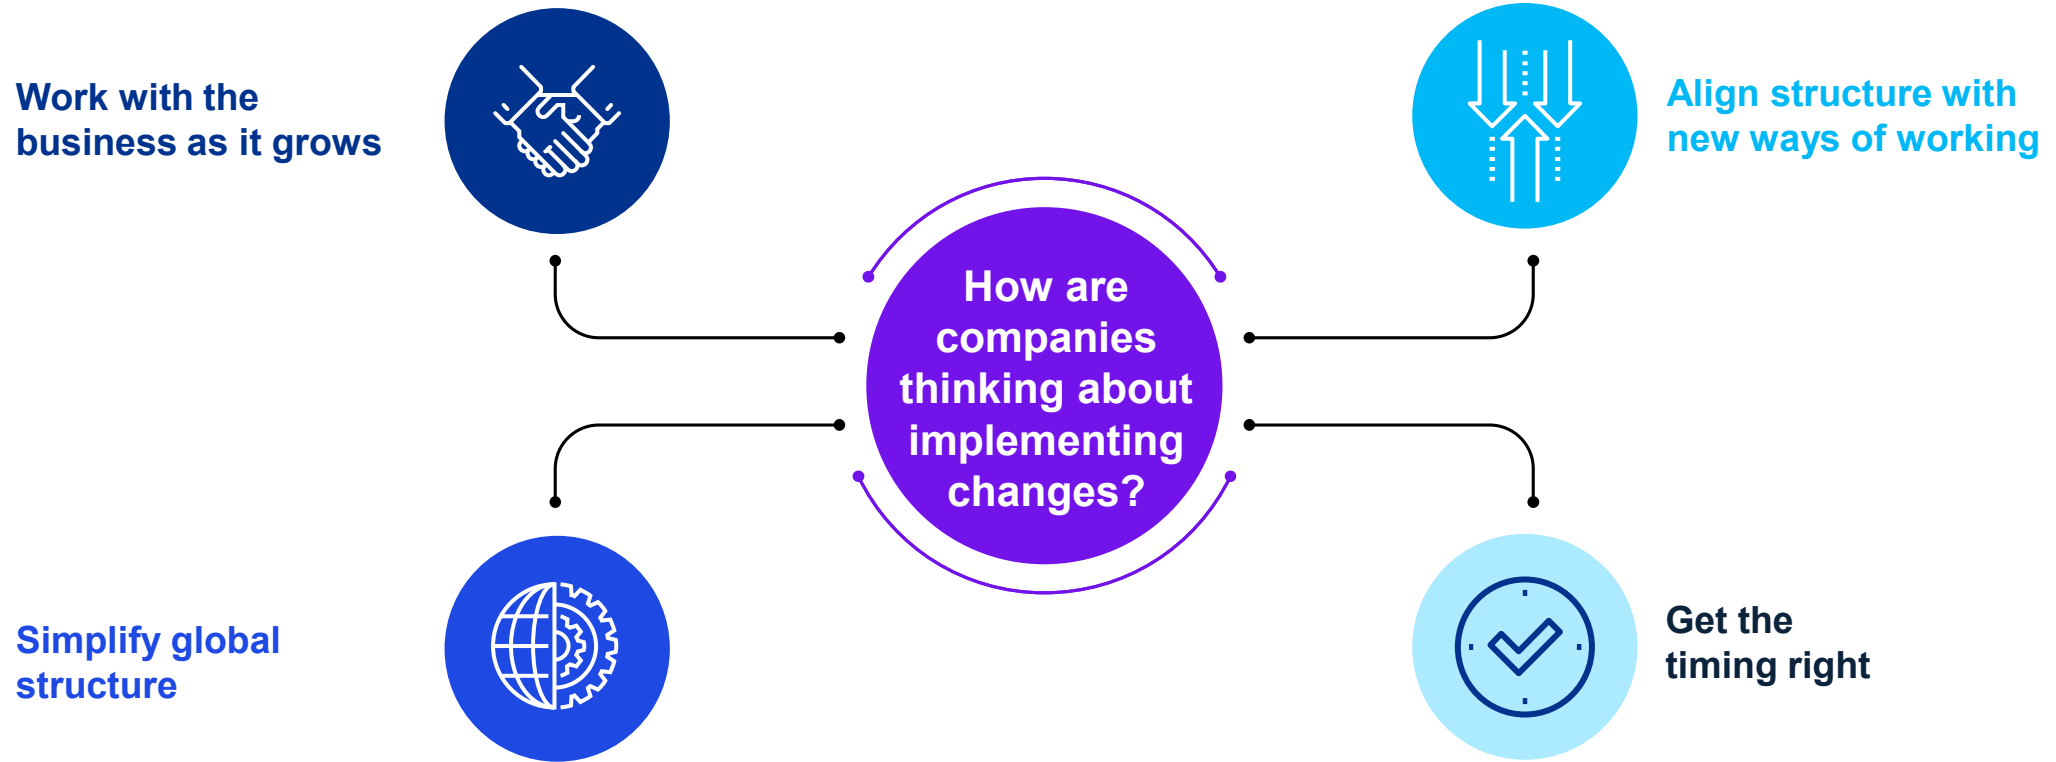 Work with the
business as it grows
Align structure with
new ways of working
How are
companies
thinking about
implementing
changes?
Simplify global
structure
Get the
timing right